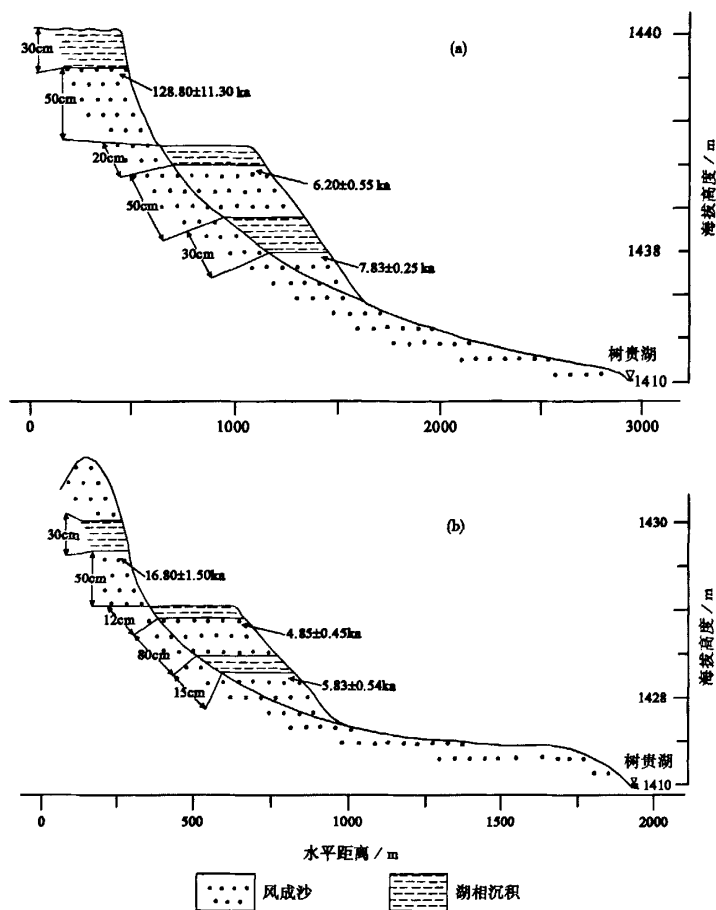 (a)
1440
30cm
128.80±11.30 ka
50cm
20cm
6.20±0.55 ka
50cm
30cm
7.83±0.25 ka
1438
海拔高度 / m
树贵湖
1410
0 1000 2000 3000
(b)
1430
30cm
16.80±1.50ka
50cm
12cm
4.85±0.45ka
80cm
5.83±0.54ka
15cm
1428
海拔高度 / m
树贵湖
1410
0 500 1000 1500 2000
水平距离 / m
风成沙 湖相沉积